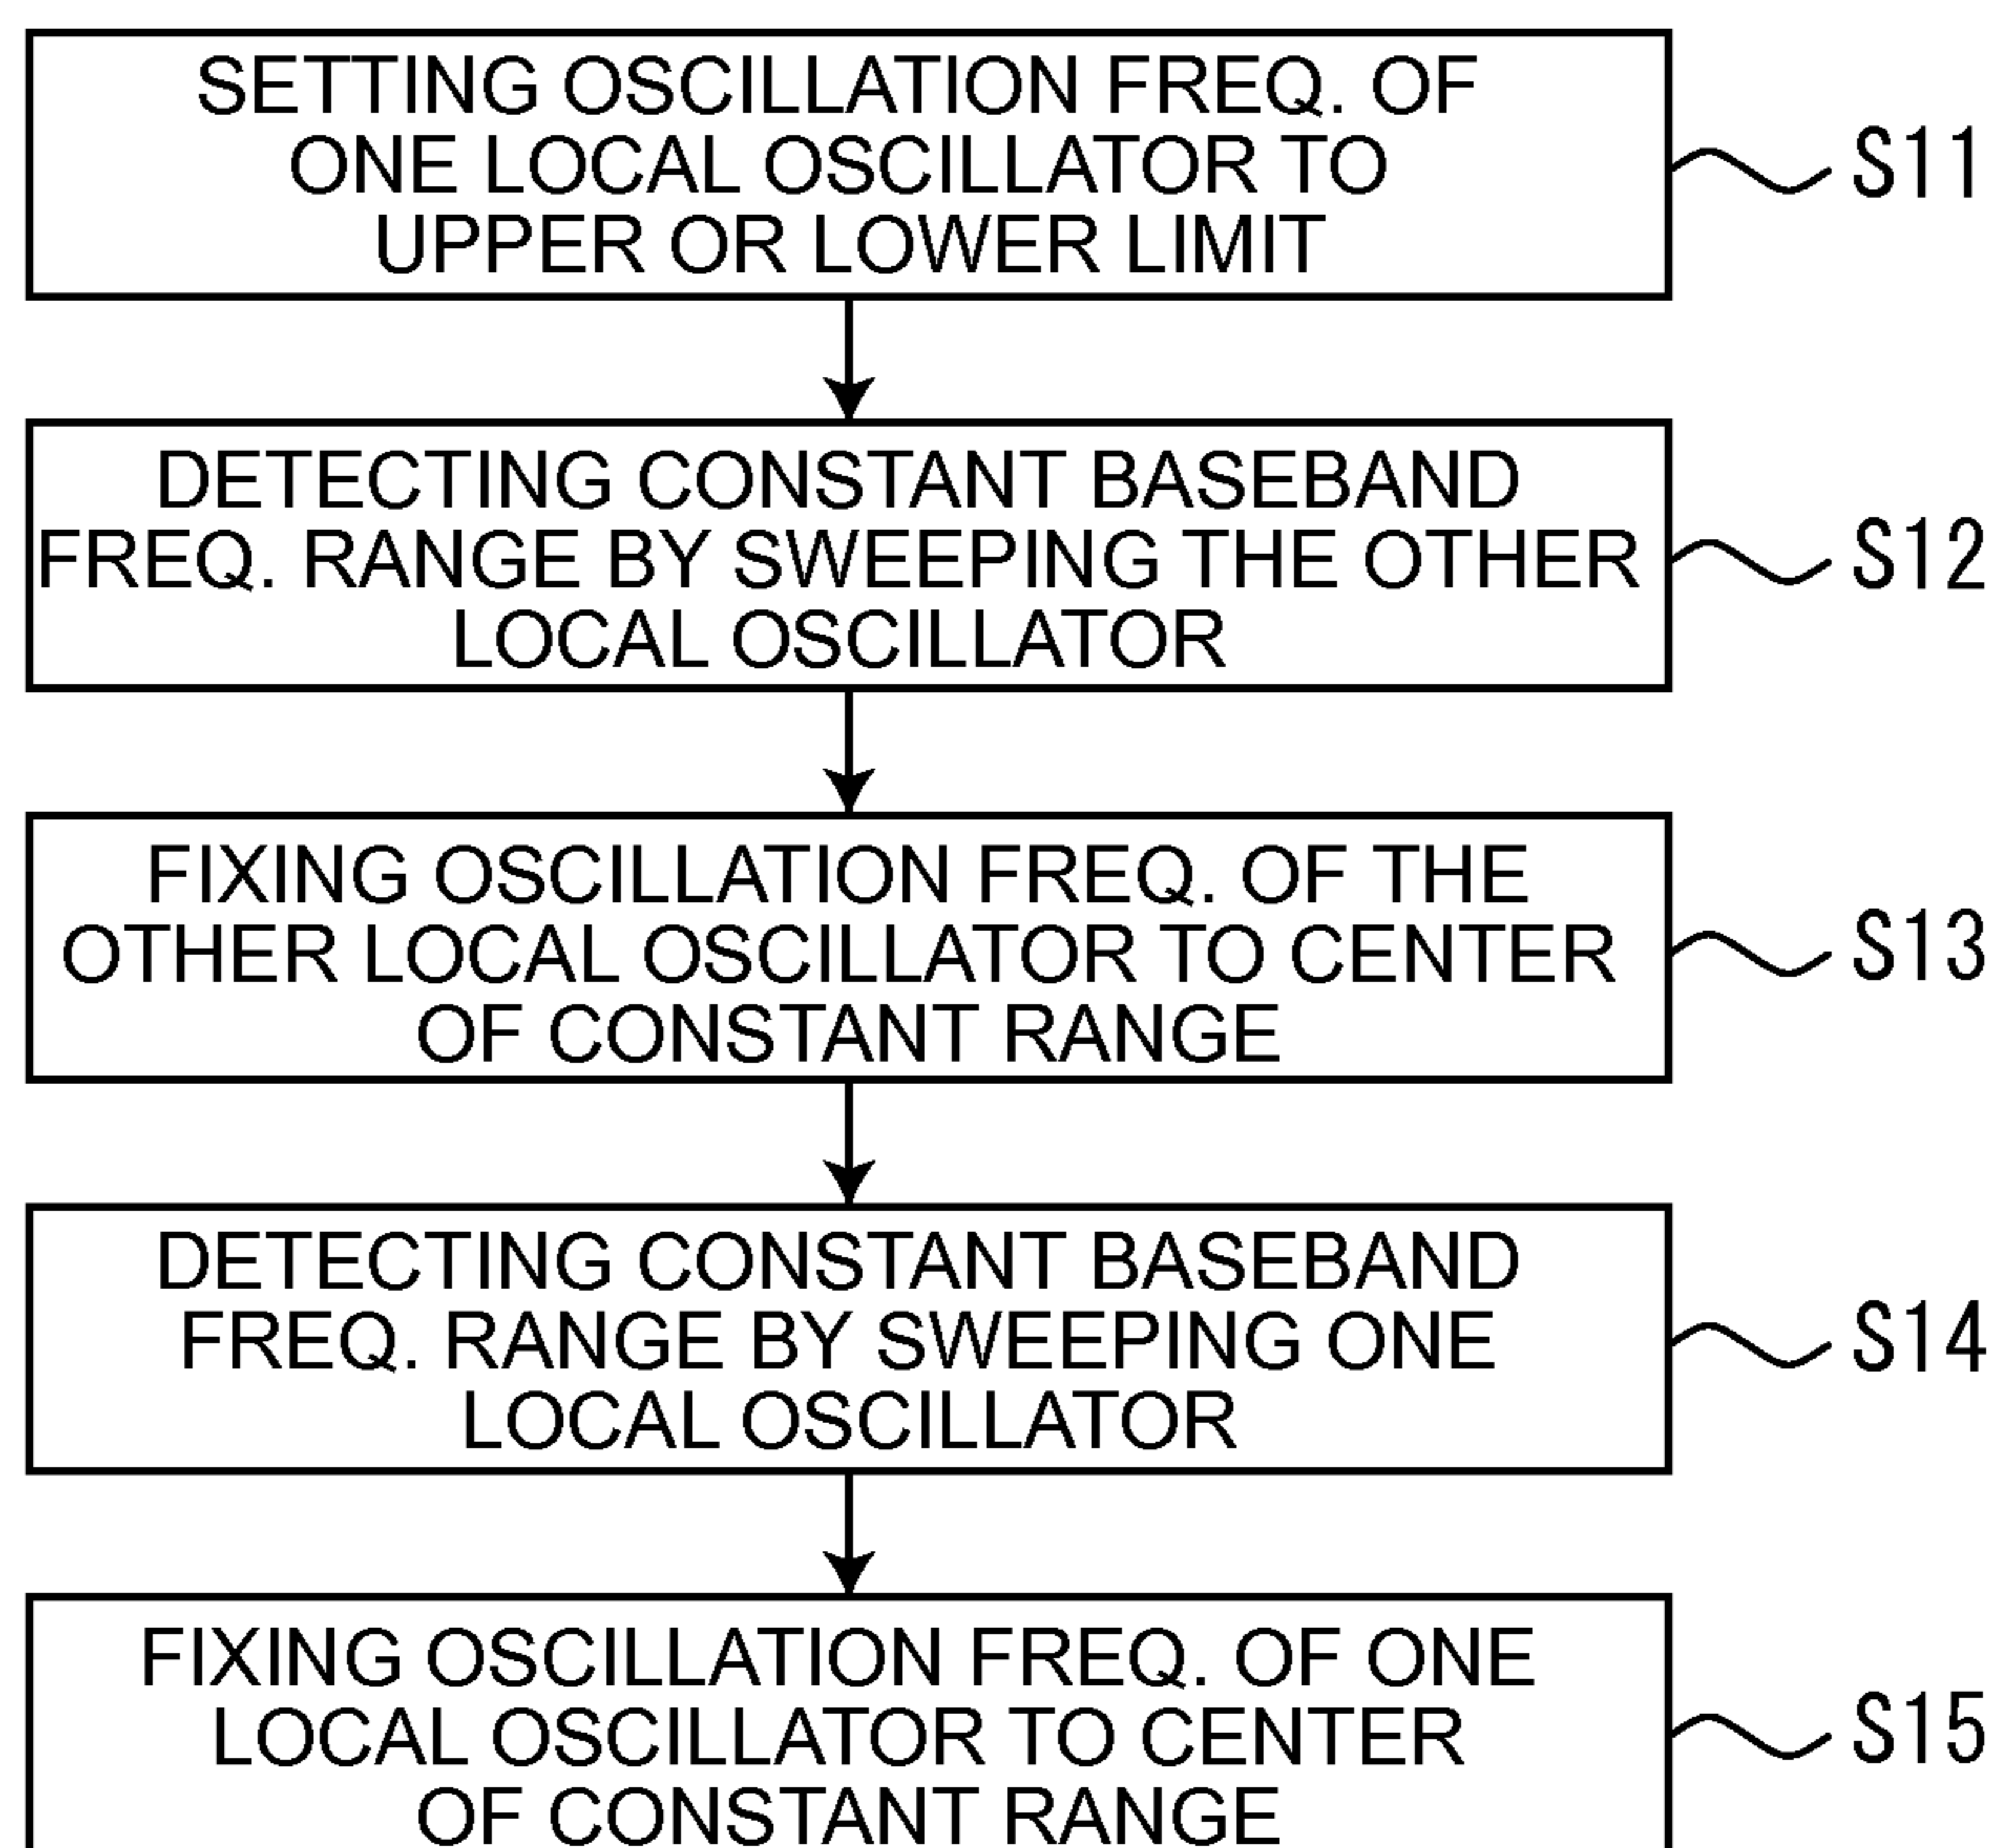 SETTING OSCILLATION FREQ. OF
ONE LOCAL OSCILLATOR TO
UPPER OR LOWER LIMIT
S11
DETECTING CONSTANT BASEBAND
FREQ. RANGE BY SWEEPING THE OTHER
LOCAL OSCILLATOR
S12
FIXING OSCILLATION FREQ. OF THE
OTHER LOCAL OSCILLATOR TO CENTER
OF CONSTANT RANGE
S13
DETECTING CONSTANT BASEBAND
FREQ. RANGE BY SWEEPING ONE
LOCAL OSCILLATOR
S14
FIXING OSCILLATION FREQ. OF ONE
LOCAL OSCILLATOR TO CENTER
OF CONSTANT RANGE
S15